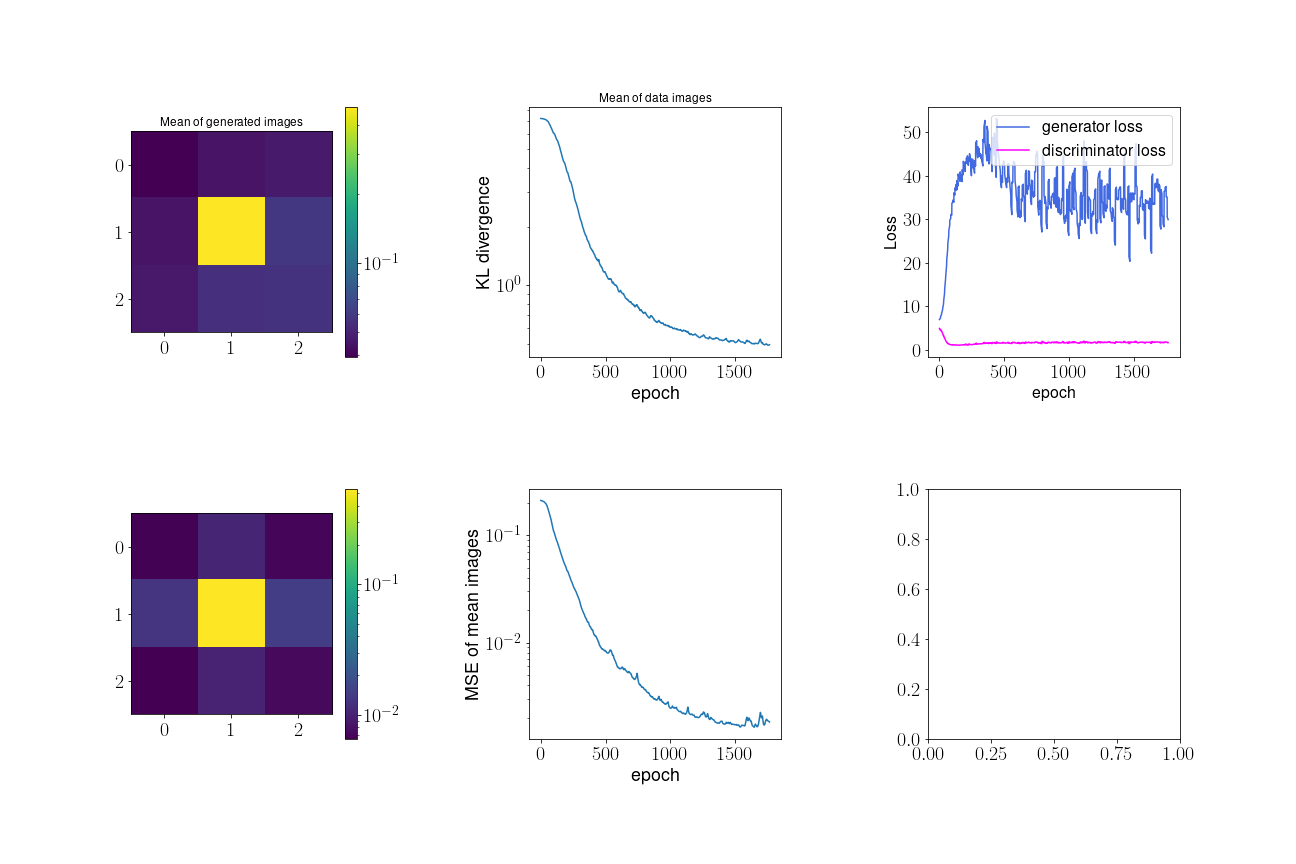 Mean of generated images
0
1
2
0 1 2
10⁻¹
Mean of data images
KL divergence
10⁰
0 500 1000 1500
epoch
generator loss
discriminator loss
Loss
50
40
30
20
10
0
0 500 1000 1500
epoch
0
1
2
0 1 2
10⁻¹
10⁻²
MSE of mean images
10⁻¹
10⁻²
0 500 1000 1500
epoch
1.0
0.8
0.6
0.4
0.2
0.0
0.00 0.25 0.50 0.75 1.00